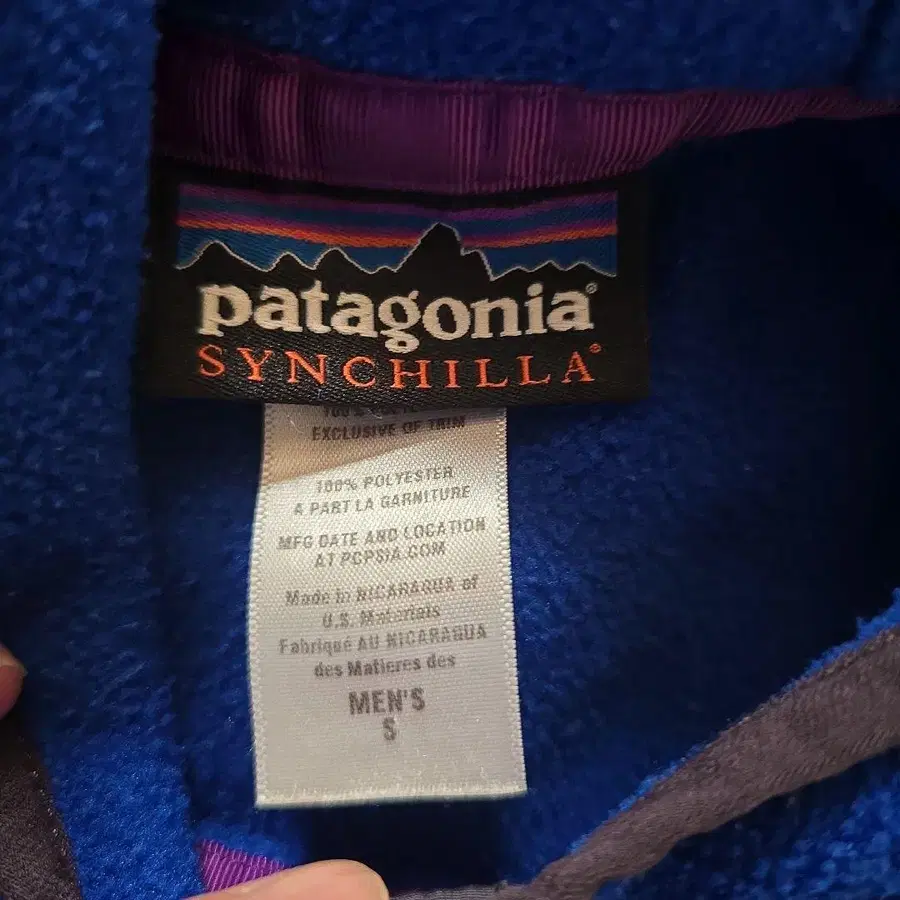 patagonia®
SYNCHILLA®
100%
EXCLUSIVE OF TRIM
100% POLYESTER
A PART LA GARNITURE
MFG DATE AND LOCATION
AT PCPSIA.COM
Made in NICARAGUA of
U.S. Materials
Fabriqué AU NICARAGUA
des Matieres des
MEN'S
S